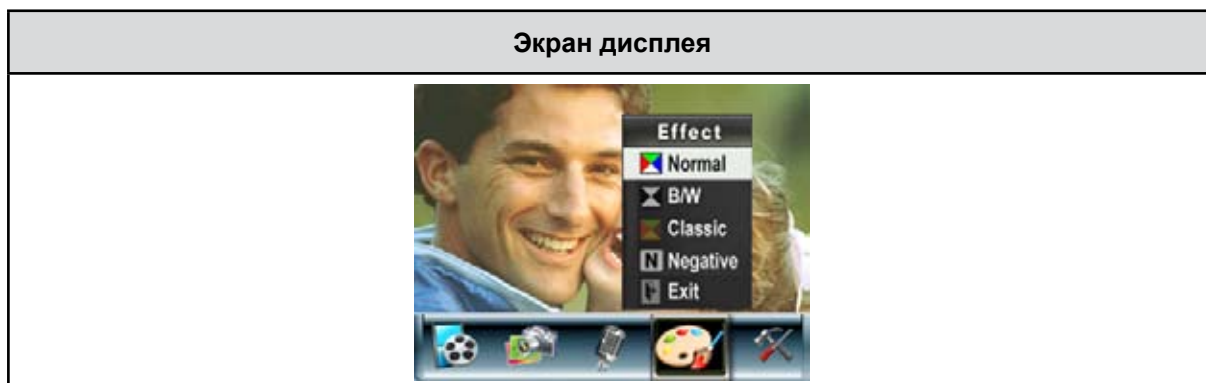 Экран дисплея
Effect
Normal
B/W
Classic
N Negative
Exit